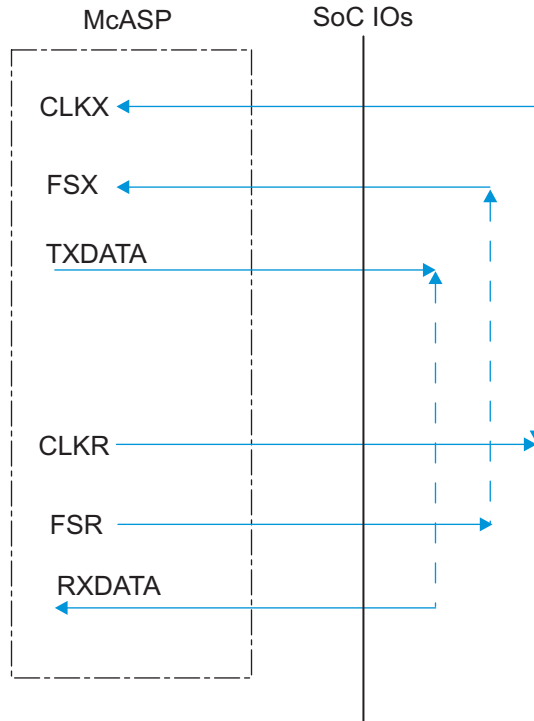 McASP
SoC IOs
CLKX
FSX
TXDATA
CLKR
FSR
RXDATA